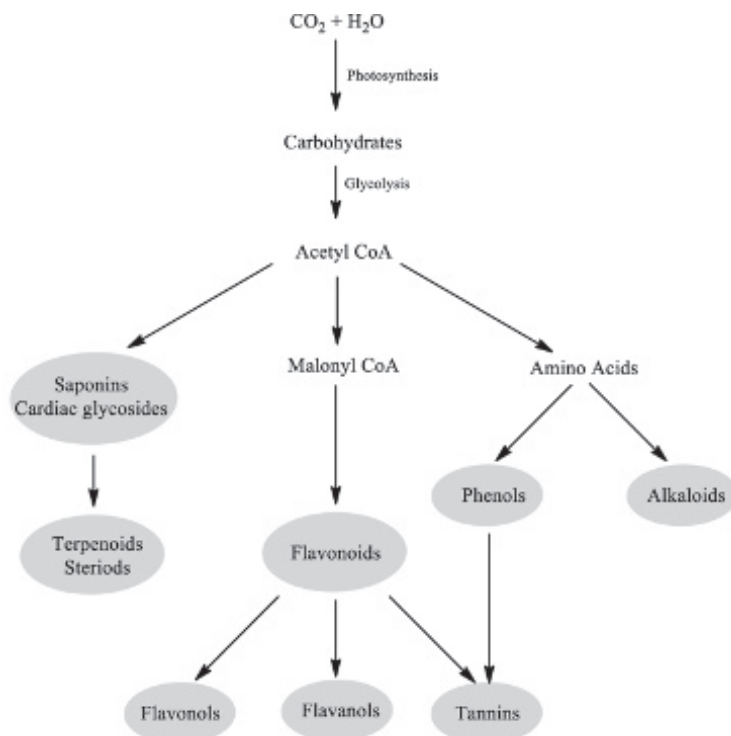 CO₂ + H₂O
Photosynthesis
Carbohydrates
Glycolysis
Acetyl CoA
Saponins
Cardiac glycosides
Malonyl CoA
Amino Acids
Phenols
Alkaloids
Terpenoids
Steriods
Flavonoids
Flavonols
Flavanols
Tannins